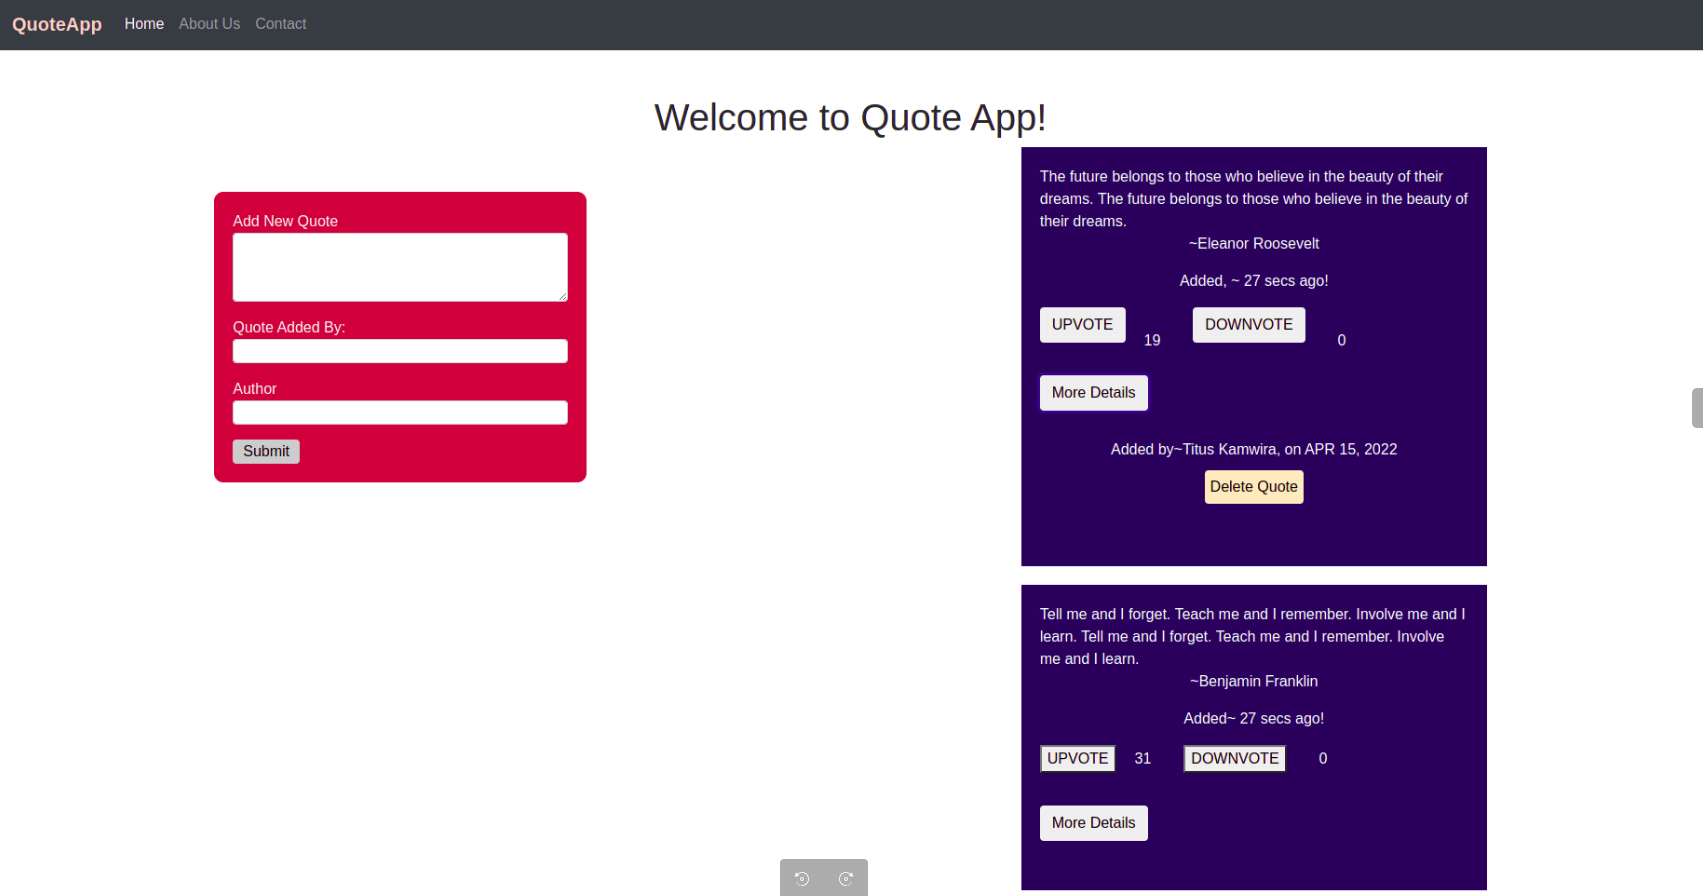 QuoteApp Home About Us Contact
Welcome to Quote App!
Add New Quote
Quote Added By:
Author
Submit
The future belongs to those who believe in the beauty of their
dreams. The future belongs to those who believe in the beauty of
their dreams.
~Eleanor Roosevelt
Added, ~ 27 secs ago!
UPVOTE 19 DOWNVOTE 0
More Details
Added by~Titus Kamwira, on APR 15, 2022
Delete Quote
Tell me and I forget. Teach me and I remember. Involve me and I
learn. Tell me and I forget. Teach me and I remember. Involve
me and I learn.
~Benjamin Franklin
Added~ 27 secs ago!
UPVOTE 31 DOWNVOTE 0
More Details